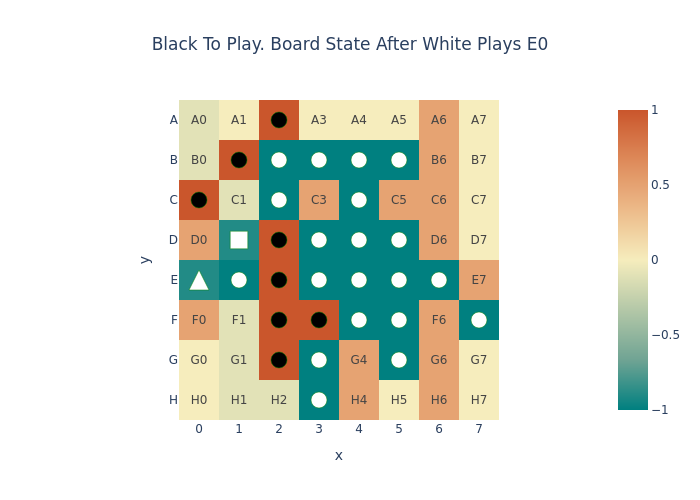 Black To Play. Board State After White Plays E0
A A0 A1 A3 A4 A5 A6 A7
B B0 B6 B7
C C1 C3 C5 C6 C7
D D0 D6 D7
E E7
F F0 F1 F6
G G0 G1 G4 G6 G7
H H0 H1 H2 H4 H5 H6 H7
0 1 2 3 4 5 6 7
x
y
1
0.5
0
−0.5
−1